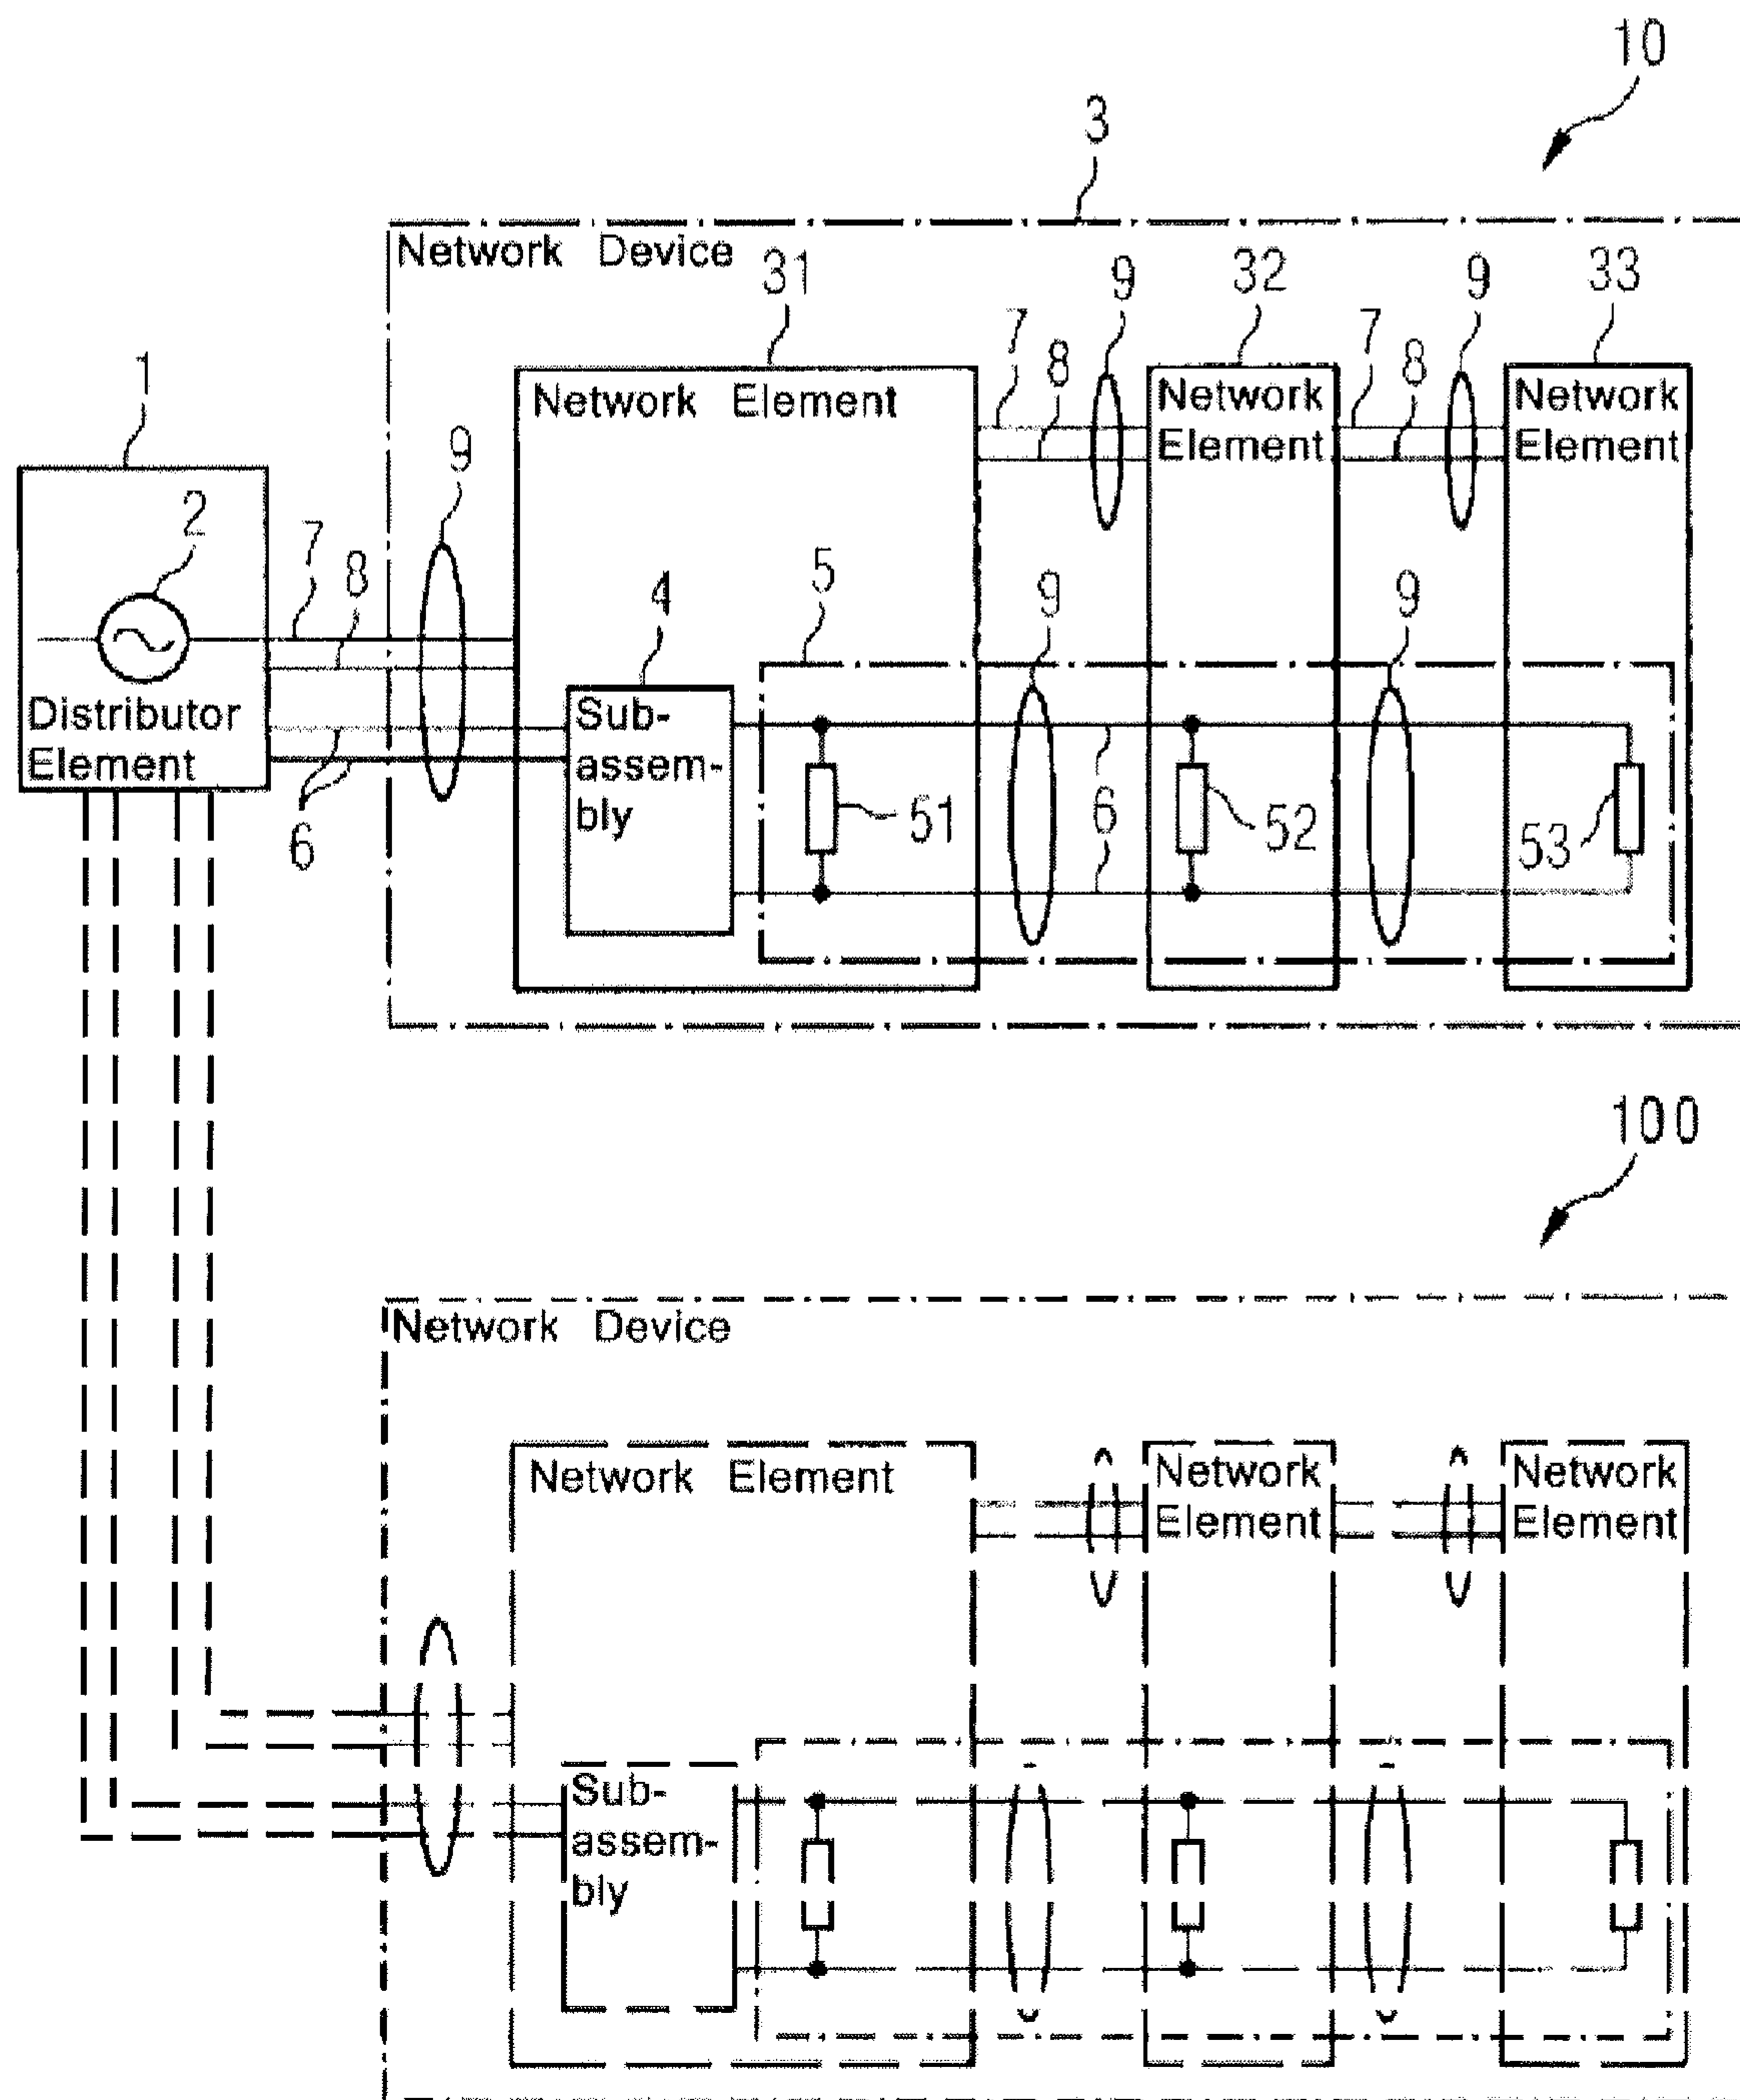 10
3
Network Device
31
9
32
9
33
7
8
7
8
1
Network Element
Network
Element
Network
Element
9
2
7
8
4
5
9
9
Distributor
Element
Sub-
assem-
bly
6
51
6
52
53
6
100
Network Device
Network Element
Network
Element
Network
Element
Sub-
assem-
bly